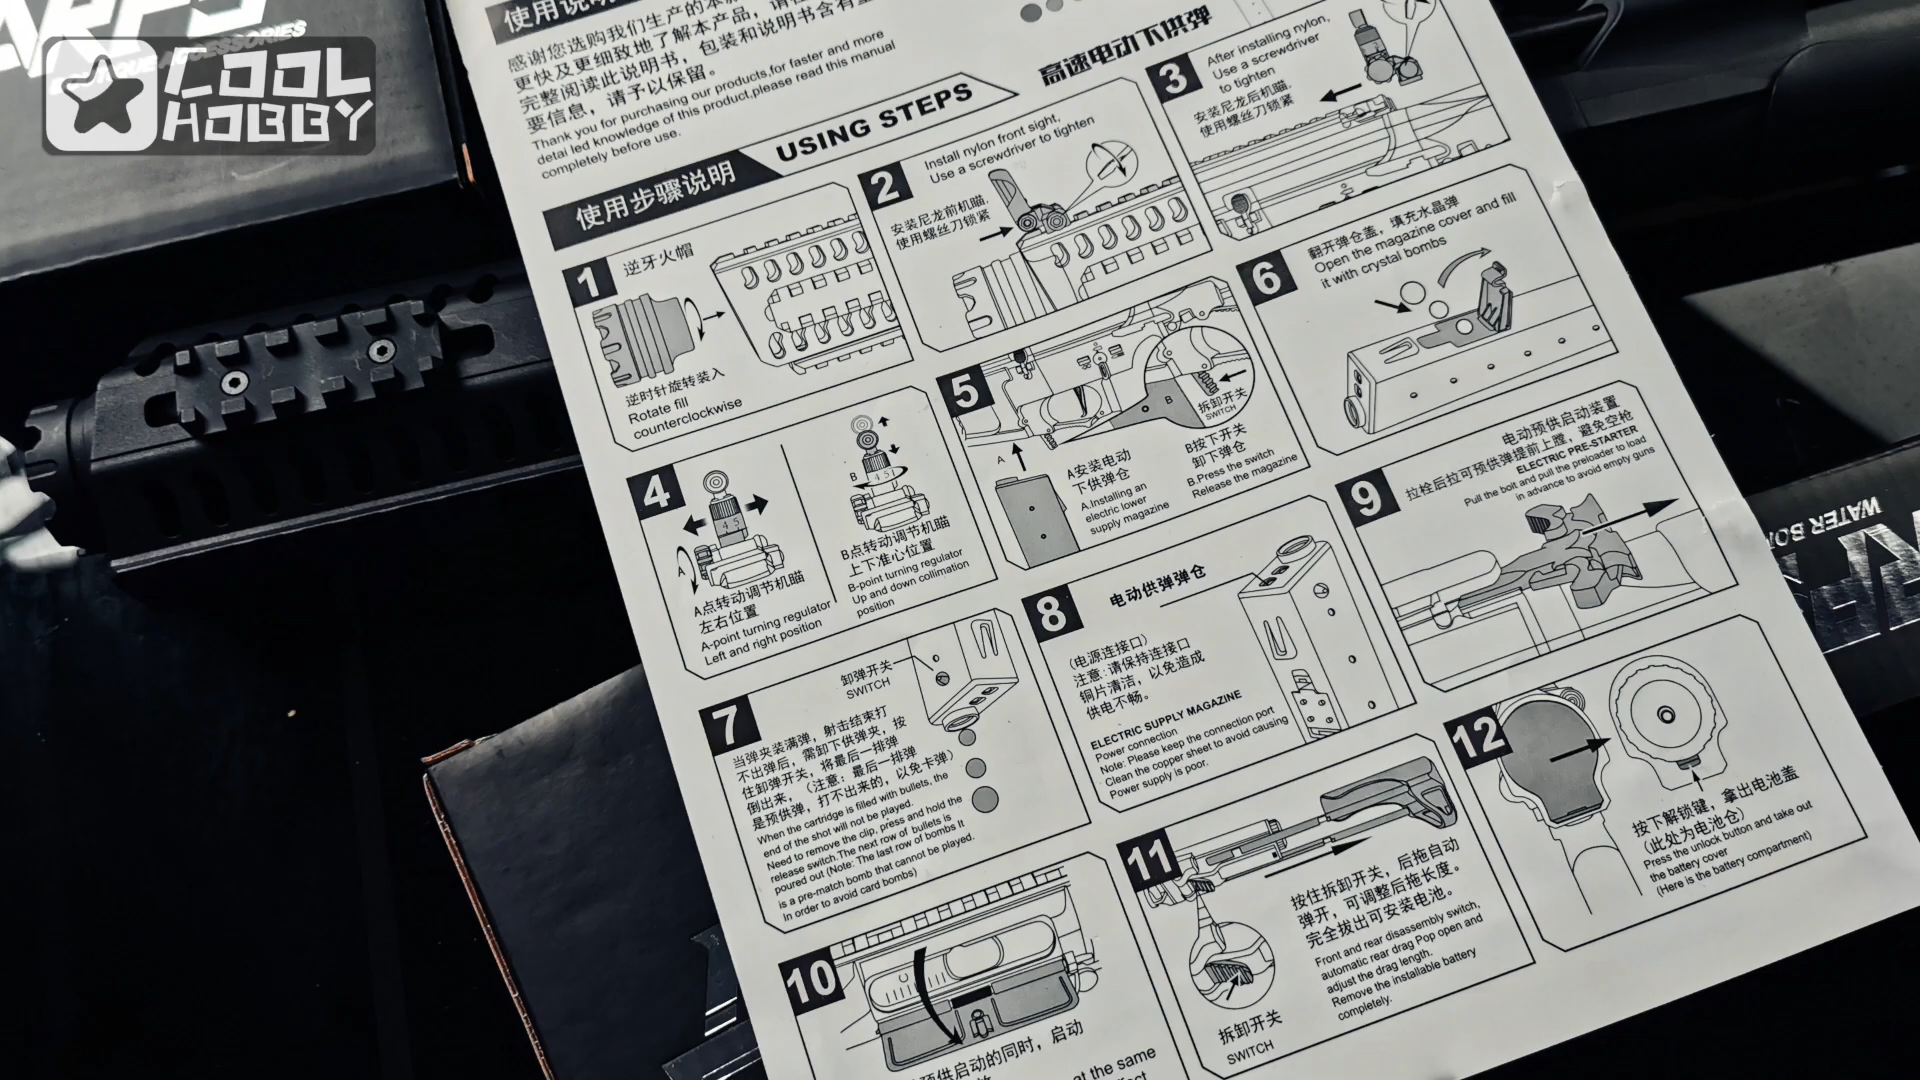 COOL
HOBBY
ACCESSORIES
使用说明
感谢您选购我们生产的本
更快及更细致地了解本产品，请在
完整阅读此说明书，包装和说明书含有重
要信息，请予以保留。
Thank you for purchasing our products,for faster and more
detai led knowledge of this product,please read this manual
completely before use.
高速电动下供弹
使用步骤说明
USING STEPS
1
逆牙火帽
逆时针旋转装入
Rotate fill
counterclockwise
2
Install nylon front sight,
Use a screwdriver to tighten
安装尼龙前机瞄,
使用螺丝刀锁紧
3
After installing nylon,
Use a screwdriver
to tighten
安装尼龙后机瞄,
使用螺丝刀锁紧
4
4 5
A
A点转动调节机瞄
左右位置
A-point turning regulator
Left and right position
B
4 5
B点转动调节机瞄
上下准心位置
B-point turning regulator
Up and down collimation
position
5
B
拆卸开关
SWITCH
A
A安装电动
下供弹仓
A.Installing an
electric lower
supply magazine
B按下开关
卸下弹仓
B.Press the switch
Release the magazine
6
翻开弹仓盖，填充水晶弹
Open the magazine cover and fill
it with crystal bombs
7
卸弹开关
SWITCH
当弹夹装满弹，射击结束打
不出弹后，需卸下供弹夹，按
住卸弹开关，将最后一排弹
倒出来，（注意：最后一排弹
是预供弹，打不出来的，以免卡弹）
When the cartridge is filled with bullets, the
end of the shot will not be played.
Need to remove the clip, press and hold the
release switch.The next row of bullets is
poured out (Note: The last row of bombs It
is a pre-match bomb that cannot be played.
In order to avoid card bombs)
8
电动供弹弹仓
(电源连接口)
注意:请保持连接口
铜片清洁，以免造成
供电不畅。
ELECTRIC SUPPLY MAGAZINE
Power connection
Note: Please keep the connection port
Clean the copper sheet to avoid causing
Power supply is poor.
9
电动预供启动装置
拉栓后拉可预供弹提前上膛，避免空枪
ELECTRIC PRE-STARTER
Pull the bolt and pull the preloader to load
in advance to avoid empty guns
10
预供启动的同时，启动
at the same
11
按住拆卸开关，后拖自动
弹开，可调整后拖长度。
完全拔出可安装电池。
Front and rear disassembly switch,
automatic rear drag Pop open and
adjust the drag length.
Remove the installable battery
completely.
拆卸开关
SWITCH
12
按下解锁键，拿出电池盖
（此处为电池仓）
Press the unlock button and take out
the battery cover
(Here is the battery compartment)
WATER BO